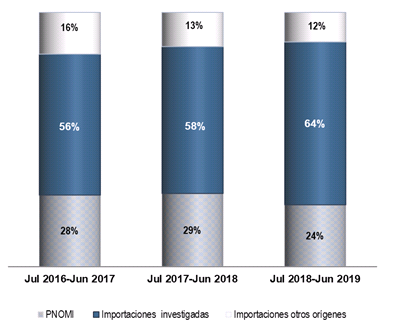 16% 13% 12%
56% 58% 64%
28% 29% 24%
Jul 2016-Jun 2017 Jul 2017-Jun 2018 Jul 2018-Jun 2019
PNOMI Importaciones investigadas Importaciones otros orígenes